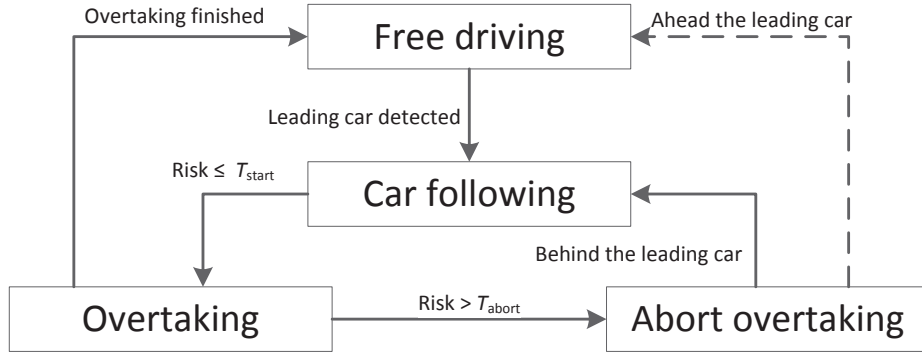 Overtaking finished
Ahead the leading car
Free driving
Leading car detected
Risk ≤ Tstart
Car following
Behind the leading car
Overtaking
Risk > Tabort
Abort overtaking